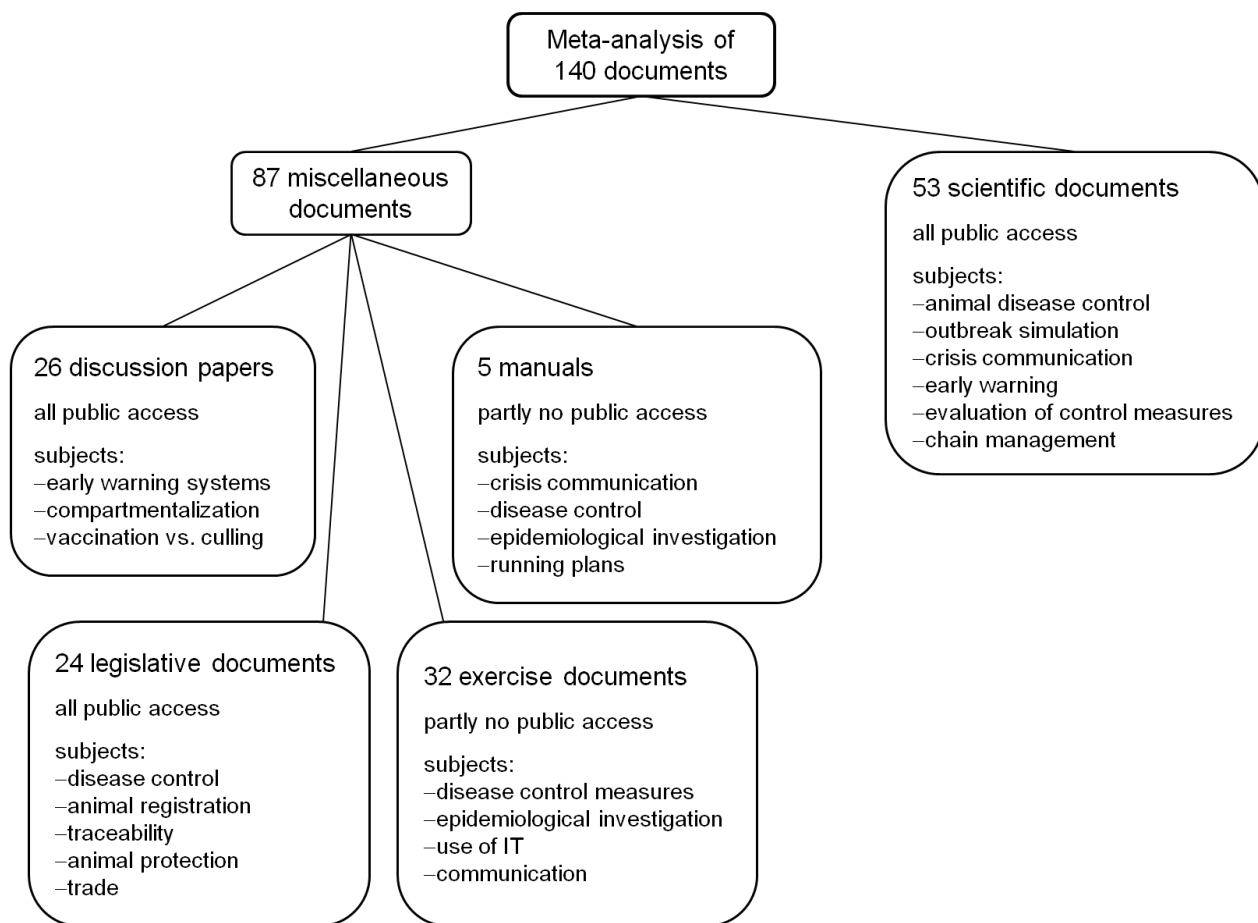 Meta-analysis of
140 documents
87 miscellaneous
documents
53 scientific documents
all public access
subjects:
–animal disease control
–outbreak simulation
–crisis communication
–early warning
–evaluation of control measures
–chain management
26 discussion papers
all public access
subjects:
–early warning systems
–compartmentalization
–vaccination vs. culling
5 manuals
partly no public access
subjects:
–crisis communication
–disease control
–epidemiological investigation
–running plans
24 legislative documents
all public access
subjects:
–disease control
–animal registration
–traceability
–animal protection
–trade
32 exercise documents
partly no public access
subjects:
–disease control measures
–epidemiological investigation
–use of IT
–communication